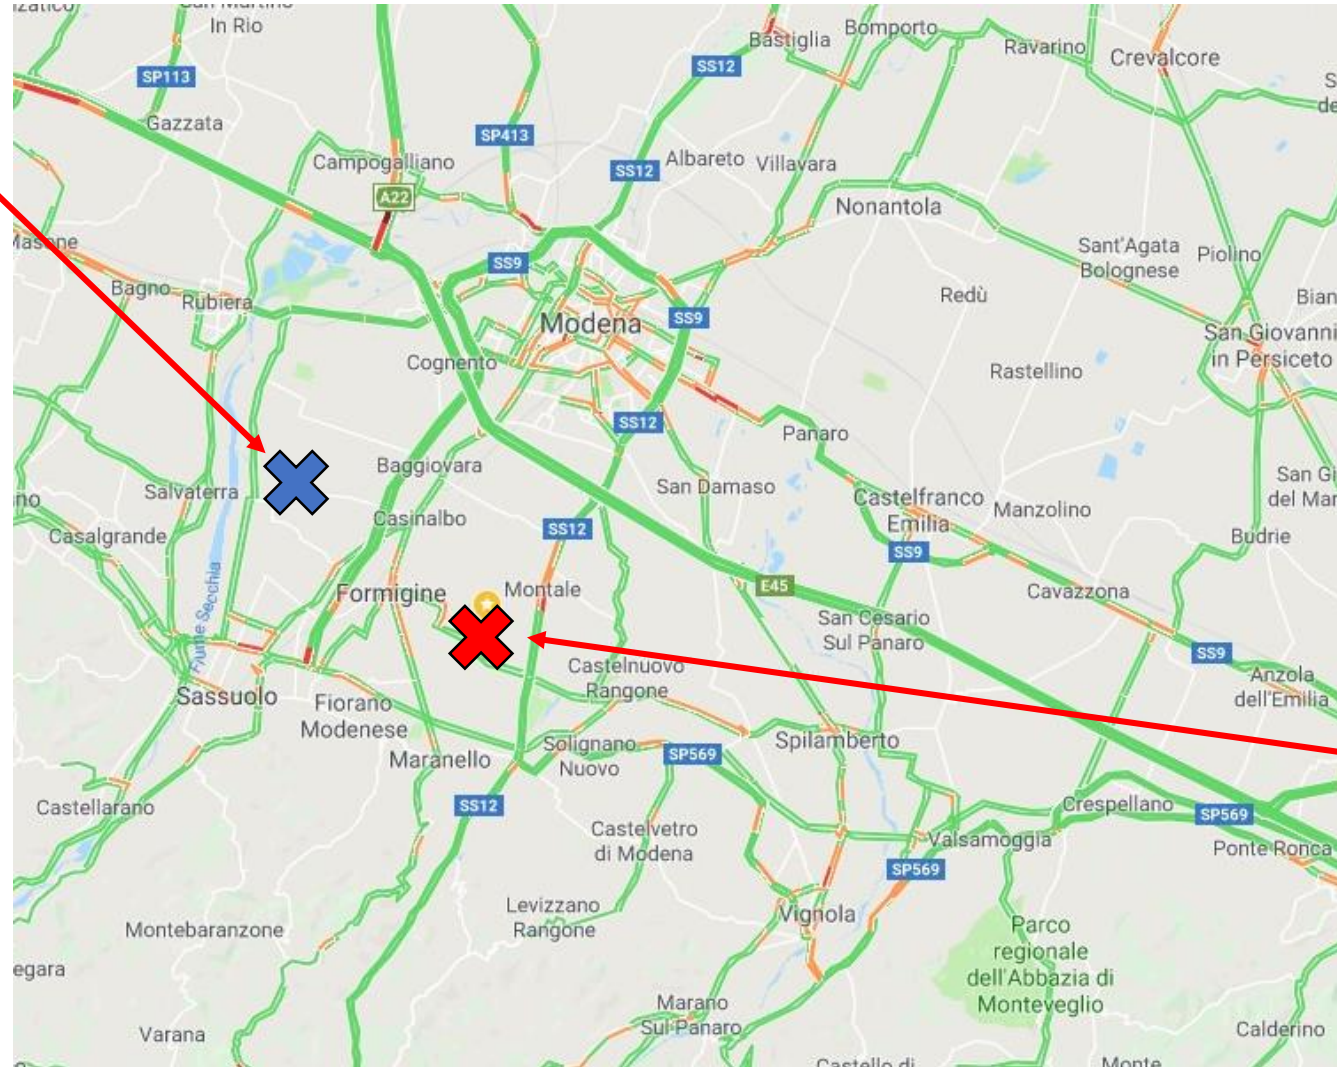 In Rio
SP113
Gazzata
SP413
SS12
Bastiglia
Bomporto
Ravarino
Crevalcore
Campogalliano
A22
SS12
Albareto
Villavara
Nonantola
Sant'Agata
Bolognese
Piolino
Bagno
Rubiera
SS9
Modena
SS9
Redù
San Giovanni
in Persiceto
Cognento
Rastellino
SS12
Panaro
Baggiovara
San Damaso
Salvaterra
Casalgrande
Casinalbo
SS12
Castelfranco
Emilia
Manzolino
SS9
Budrie
Fiume Secchia
Formigine
Montale
E45
San Cesario
Sul Panaro
Cavazzona
SS9
Anzola
dell'Emilia
Castelnuovo
Rangone
Sassuolo
Fiorano
Modenese
Maranello
Solignano
Nuovo
SP569
Spilamberto
Castellarano
SS12
Castelvetro
di Modena
Crespellano
SP569
Valsamoggia
Ponte Ronca
SP569
Levizzano
Rangone
Vignola
Montebaranzone
Parco
regionale
dell'Abbazia di
Monteveglio
egara
Varana
Marano
Sul Panaro
Calderino
Castello di
Monte